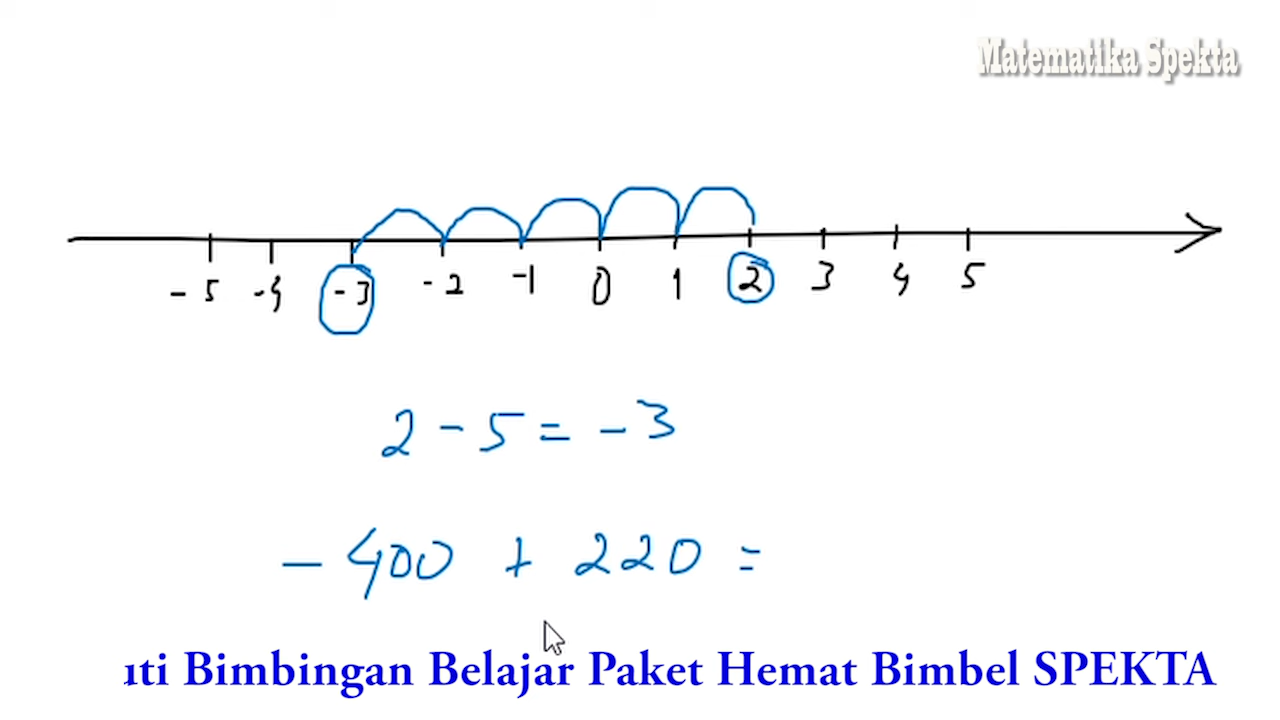 Matematika Spekta
-5 -4 -3 -2 -1 0 1 2 3 4 5
2 - 5 = - 3
- 400 + 220 =
Bimbingan Belajar Paket Hemat Bimbel SPEKTA